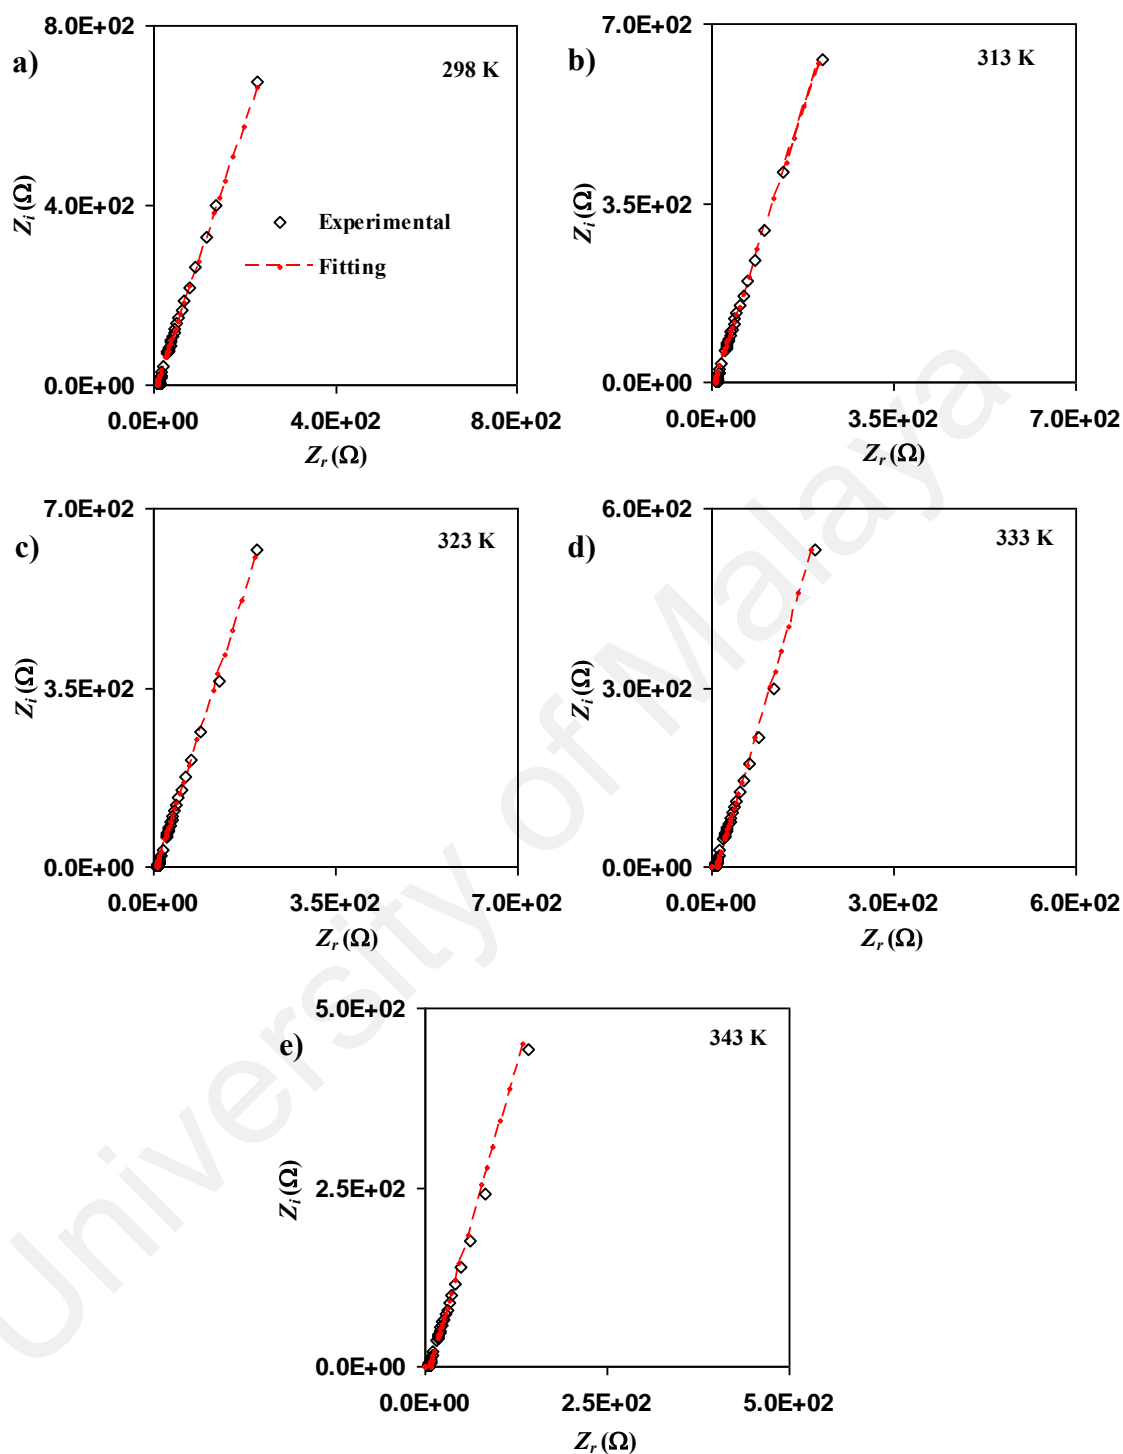 a)
298 K
8.0E+02
4.0E+02
0.0E+00
Zi (Ω)
Experimental
Fitting
0.0E+00 4.0E+02 8.0E+02
Zr (Ω)
b)
313 K
7.0E+02
3.5E+02
0.0E+00
Zi (Ω)
0.0E+00 3.5E+02 7.0E+02
Zr (Ω)
c)
323 K
7.0E+02
3.5E+02
0.0E+00
Zi (Ω)
0.0E+00 3.5E+02 7.0E+02
Zr (Ω)
d)
333 K
6.0E+02
3.0E+02
0.0E+00
Zi (Ω)
0.0E+00 3.0E+02 6.0E+02
Zr (Ω)
e)
343 K
5.0E+02
2.5E+02
0.0E+00
Zi (Ω)
0.0E+00 2.5E+02 5.0E+02
Zr (Ω)
University of Malaya